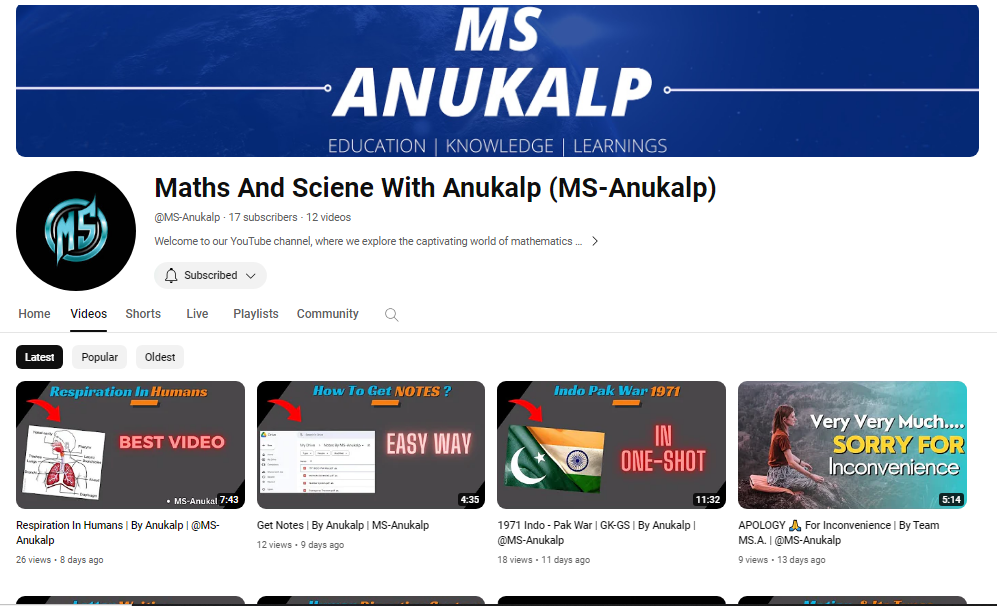 MS
ANUKALP
EDUCATION | KNOWLEDGE | LEARNINGS
MS
Maths And Sciene With Anukalp (MS-Anukalp)
@MS-Anukalp · 17 subscribers · 12 videos
Welcome to our YouTube channel, where we explore the captivating world of mathematics ...
Subscribed
Home Videos Shorts Live Playlists Community
Latest Popular Oldest
Respiration In Humans
BEST VIDEO
• MS-Anukal
7:43
Respiration In Humans | By Anukalp | @MS-
Anukalp
26 views • 8 days ago
How To Get NOTES ?
EASY WAY
4:35
Get Notes | By Anukalp | MS-Anukalp
12 views • 9 days ago
Indo Pak War 1971
IN
ONE-SHOT
11:32
1971 Indo - Pak War | GK-GS | By Anukalp |
@MS-Anukalp
18 views • 11 days ago
Very Very Much....
SORRY FOR
Inconvenience
5:14
APOLOGY 🙏 For Inconvenience | By Team
MS.A. | @MS-Anukalp
9 views • 13 days ago